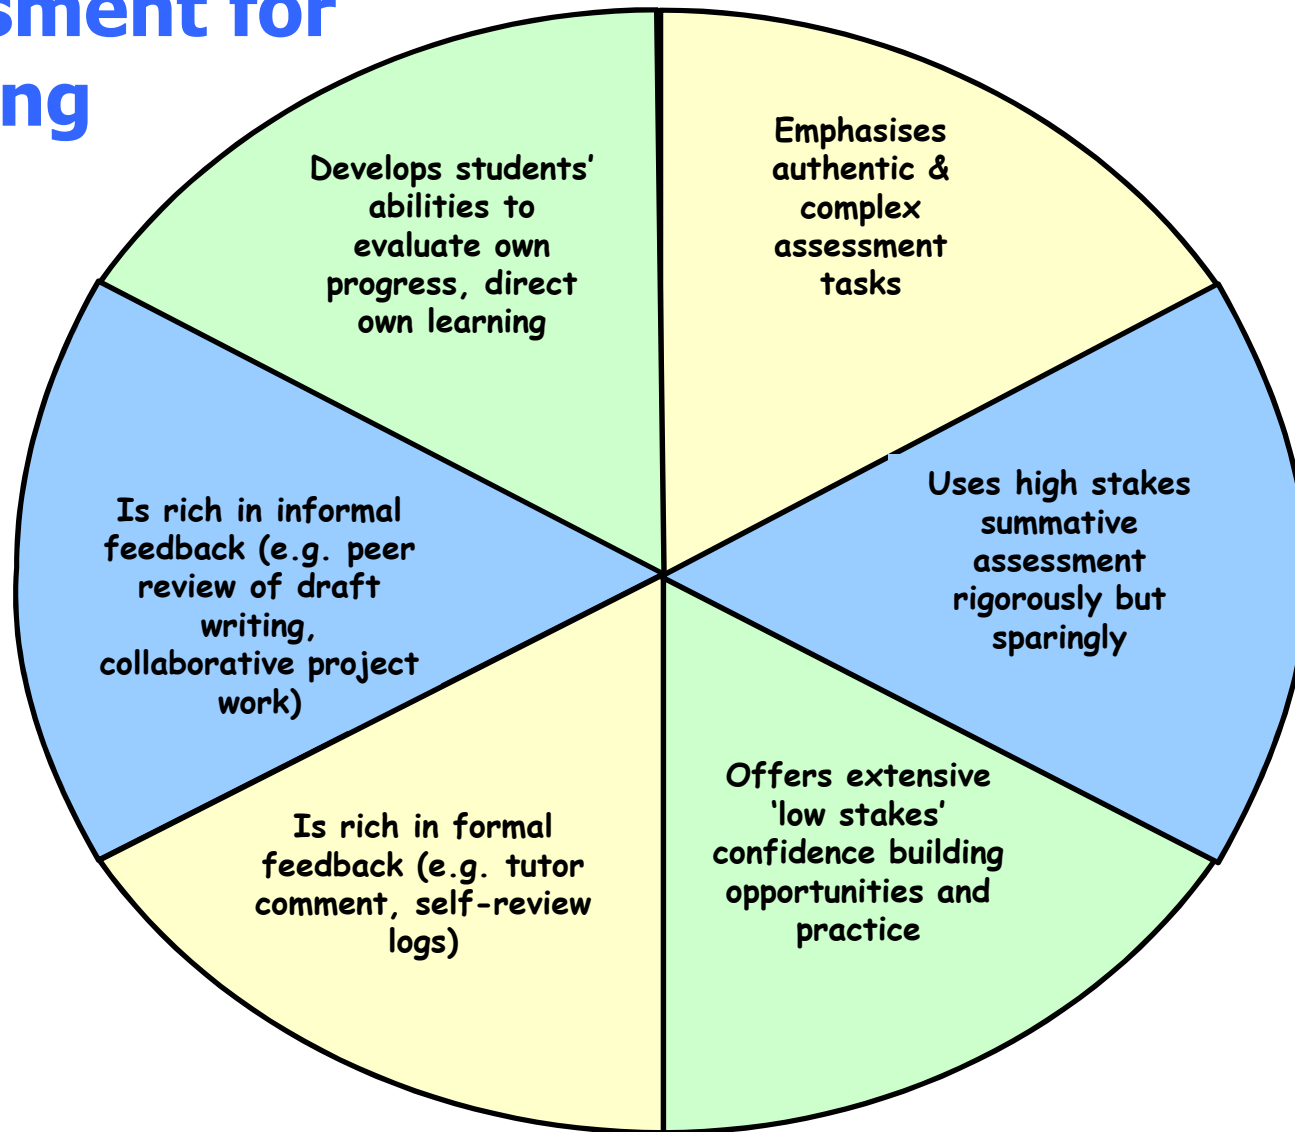 sment for
ng
Emphasises
authentic &
complex
assessment
tasks
Uses high stakes
summative
assessment
rigorously but
sparingly
Offers extensive
‘low stakes’
confidence building
opportunities and
practice
Is rich in formal
feedback (e.g. tutor
comment, self-review
logs)
Is rich in informal
feedback (e.g. peer
review of draft
writing,
collaborative project
work)
Develops students’
abilities to
evaluate own
progress, direct
own learning